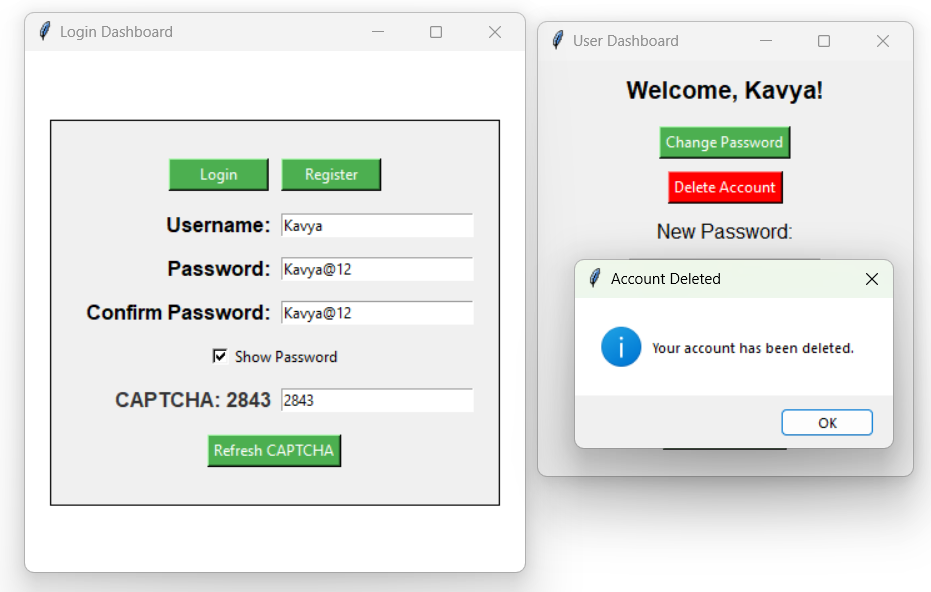 Login Dashboard
Login Register
Username: Kavya
Password: Kavya@12
Confirm Password: Kavya@12
Show Password
CAPTCHA: 2843 2843
Refresh CAPTCHA
User Dashboard
Welcome, Kavya!
Change Password
Delete Account
New Password:
Account Deleted
Your account has been deleted.
OK